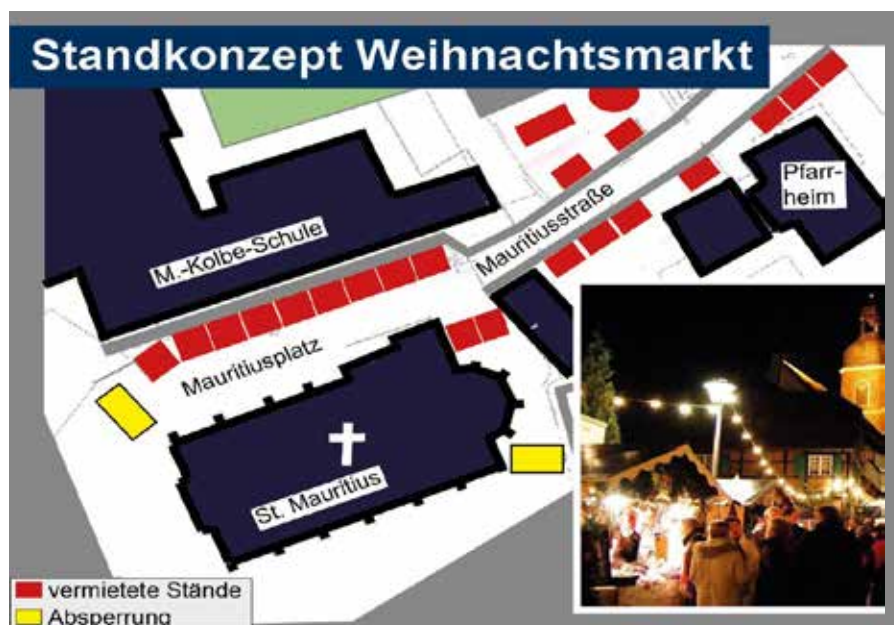 Standkonzept Weihnachtsmarkt
Pfarr-
heim
Mauritiusstraße
M.-Kolbe-Schule
Mauritiusplatz
St. Mauritius
vermietete Stände
Absperrung